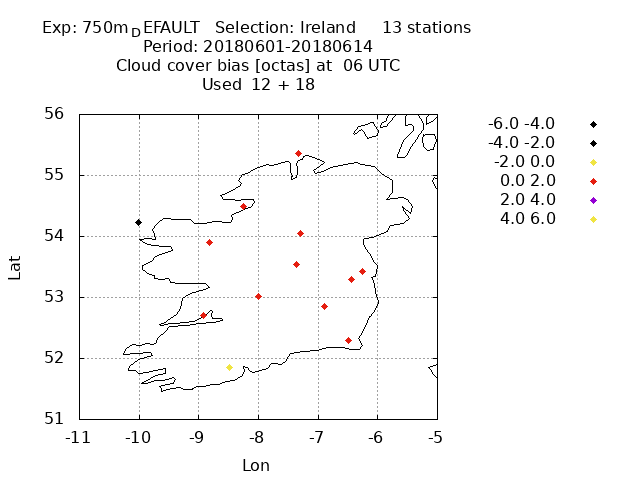 Exp: 750m_DEFAULT Selection: Ireland 13 stations
Period: 20180601-20180614
Cloud cover bias [octas] at 06 UTC
Used 12 + 18
-6.0 -4.0
-4.0 -2.0
-2.0 0.0
0.0 2.0
2.0 4.0
4.0 6.0
56
55
54
53
52
51
Lat
-11 -10 -9 -8 -7 -6 -5
Lon